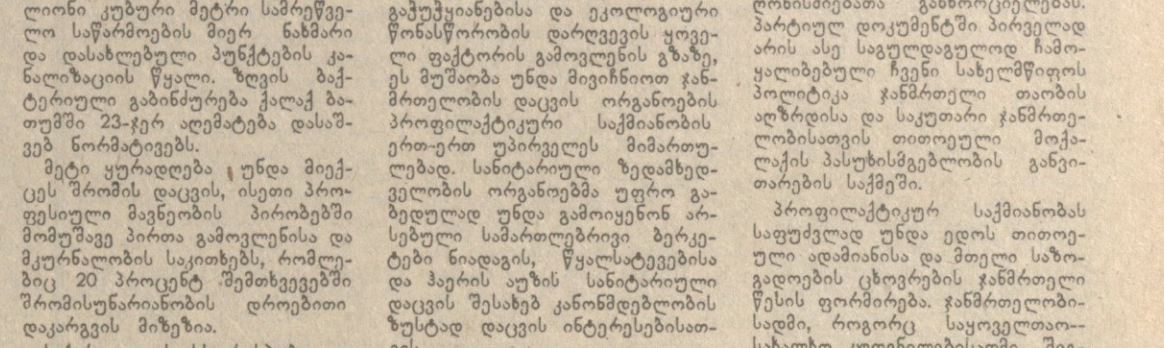 ლიონი კუბური მეტრი სამრეწვე-
ლო საწარმოების მიერ ნახმარი
და დასახლებული პუნქტების კა-
ნალიზაციის წყალი. ზღვის ბაქ-
ტერიული გაბინძურება ქალაქ ბა-
თუმში 23-ჯერ აღემატება დასაშ-
ვებ ნორმატივებს.
მეტი ყურადღება უნდა მიექ-
ცეს შრომის დაცვის, ისეთი პრო-
ფესიული მავნეობის პირობებში
მომუშავე პირთა გამოვლენისა და
მკურნალობის საკითხებს, რომლე-
ბიც 20 პროცენტ შემთხვევებში
შრომისუნარიანობის დროებითი
დაკარგვის მიზეზია.
გაჭუჭყიანებისა და ეკოლოგიური
წონასწორობის დარღვევის ყოვე-
ლი ფაქტორის გამოვლენის გზაზე,
ეს მუშაობა უნდა მივიჩნიოთ ჯან-
მრთელობის დაცვის ორგანოების
პროფილაქტიკური საქმიანობის
ერთ-ერთ უპირველეს მიმართუ-
ლებად. სანიტარიული ზედამხედ-
ველობის ორგანოებმა უფრო გა-
ბედულად უნდა გამოიყენონ არ-
სებული სამართლებრივი ბერკე-
ტები ნიადაგის, წყალსატევებისა
და ჰაერის აუზის სანიტარიული
დაცვის შესახებ კანონმდებლობის
ზუსტად დაცვის ინტერესებისათ-
ღონისძიებათა განხორციელებას.
პარტიულ დოკუმენტში პირველად
არის ასე საგულდაგულოდ ჩამო-
ყალიბებული ჩვენი სახელმწიფოს
პოლიტიკა ჯანმრთელი თაობის
აღზრდისა და საკუთარი ჯანმრთე-
ლობისათვის თითოეული მოქა-
ლაქის პასუხისმგებლობის განვი-
თარების საქმეში.
პროფილაქტიკურ საქმიანობას
საფუძვლად უნდა ედოს თითოე-
ული ადამიანისა და მთელი საზო-
გადოების ცხოვრების ჯანმრთელი
წესის ფორმირება. ჯანმრთელობი-
სადმი, როგორც საყოველთაო-